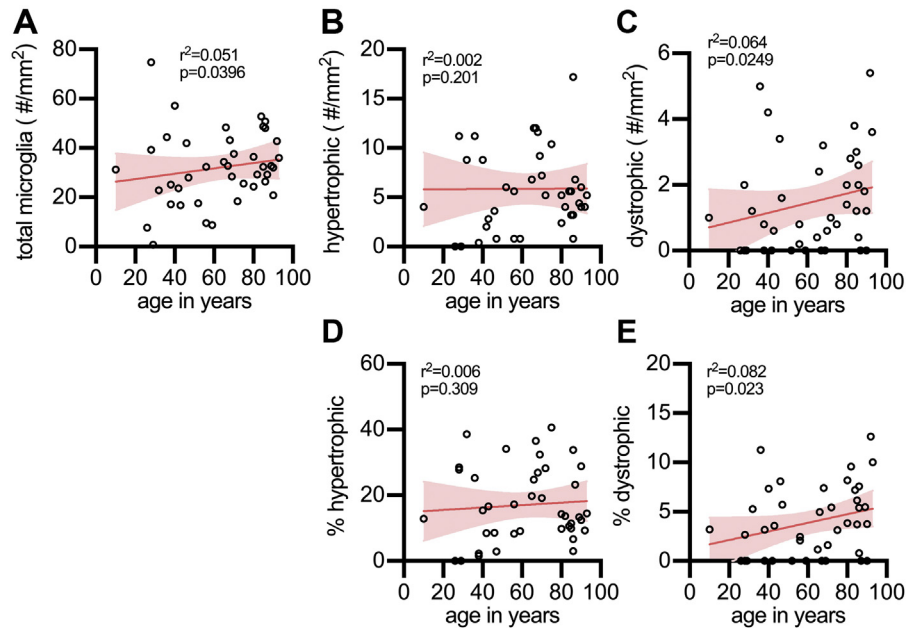 A
total microglia ( #/mm²)
80
60
40
20
0
r²=0.051
p=0.0396
0 20 40 60 80 100
age in years
B
hypertrophic ( #/mm²)
20
15
10
5
0
r²=0.002
p=0.201
0 20 40 60 80 100
age in years
C
dystrophic ( #/mm²)
6
4
2
0
r²=0.064
p=0.0249
0 20 40 60 80 100
age in years
D
% hypertrophic
60
40
20
0
r²=0.006
p=0.309
0 20 40 60 80 100
age in years
E
% dystrophic
20
15
10
5
0
r²=0.082
p=0.023
0 20 40 60 80 100
age in years